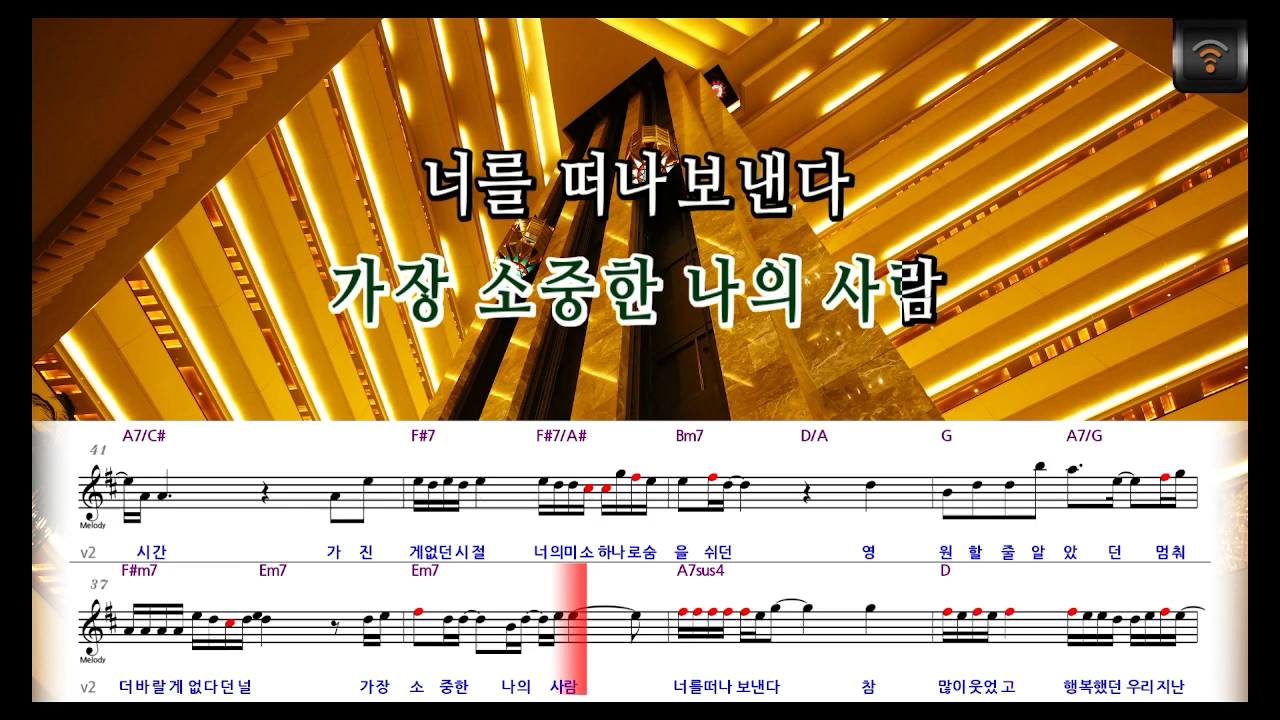 너를 떠나 보낸다
가장 소중한 나의 사람
A7/C# F#7 F#7/A# Bm7 D/A G A7/G
41
Melody
v2 시간 가 진 게없던시절 너의미소하나로숨 을 쉬던 영 원 할 줄 알 았 던 멈춰
F#m7 Em7 Em7 A7sus4 D
37
Melody
v2 더바랄게 없다던널 가장 소 중한 나의 사람 너를떠나 보낸다 참 많이웃었고 행복했던 우리지난